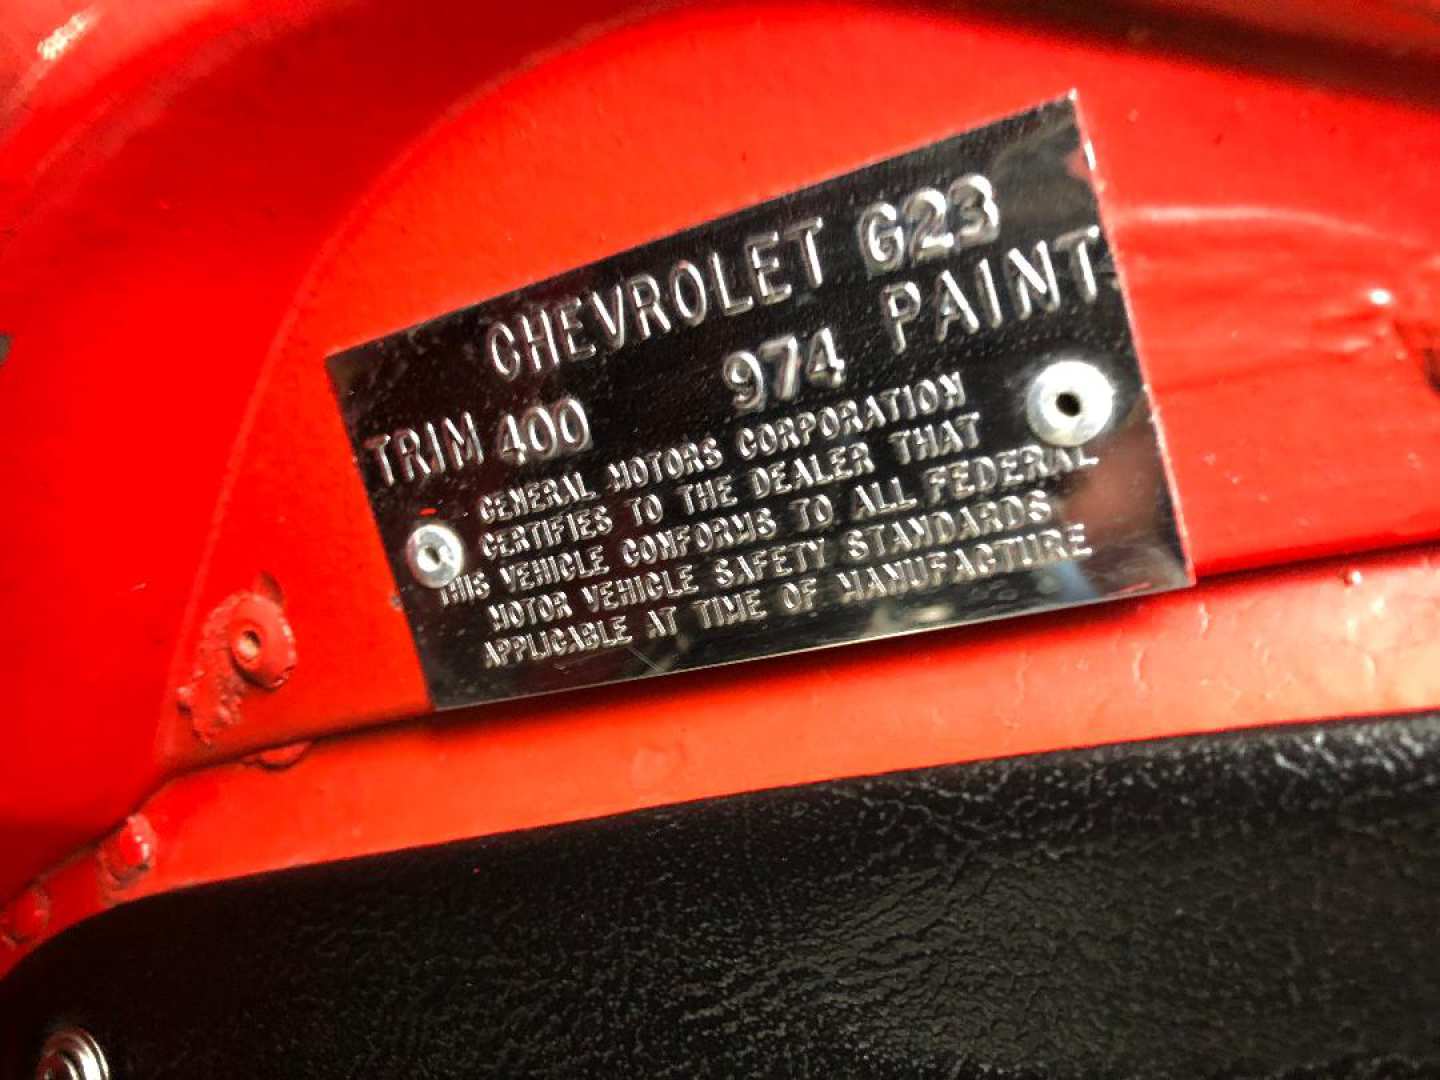 CHEVROLET G23
TRIM 400 974 PAINT
GENERAL MOTORS CORPORATION
CERTIFIES TO THE DEALER THAT
THIS VEHICLE CONFORMS TO ALL FEDERAL
MOTOR VEHICLE SAFETY STANDARDS
APPLICABLE AT TIME OF MANUFACTURE